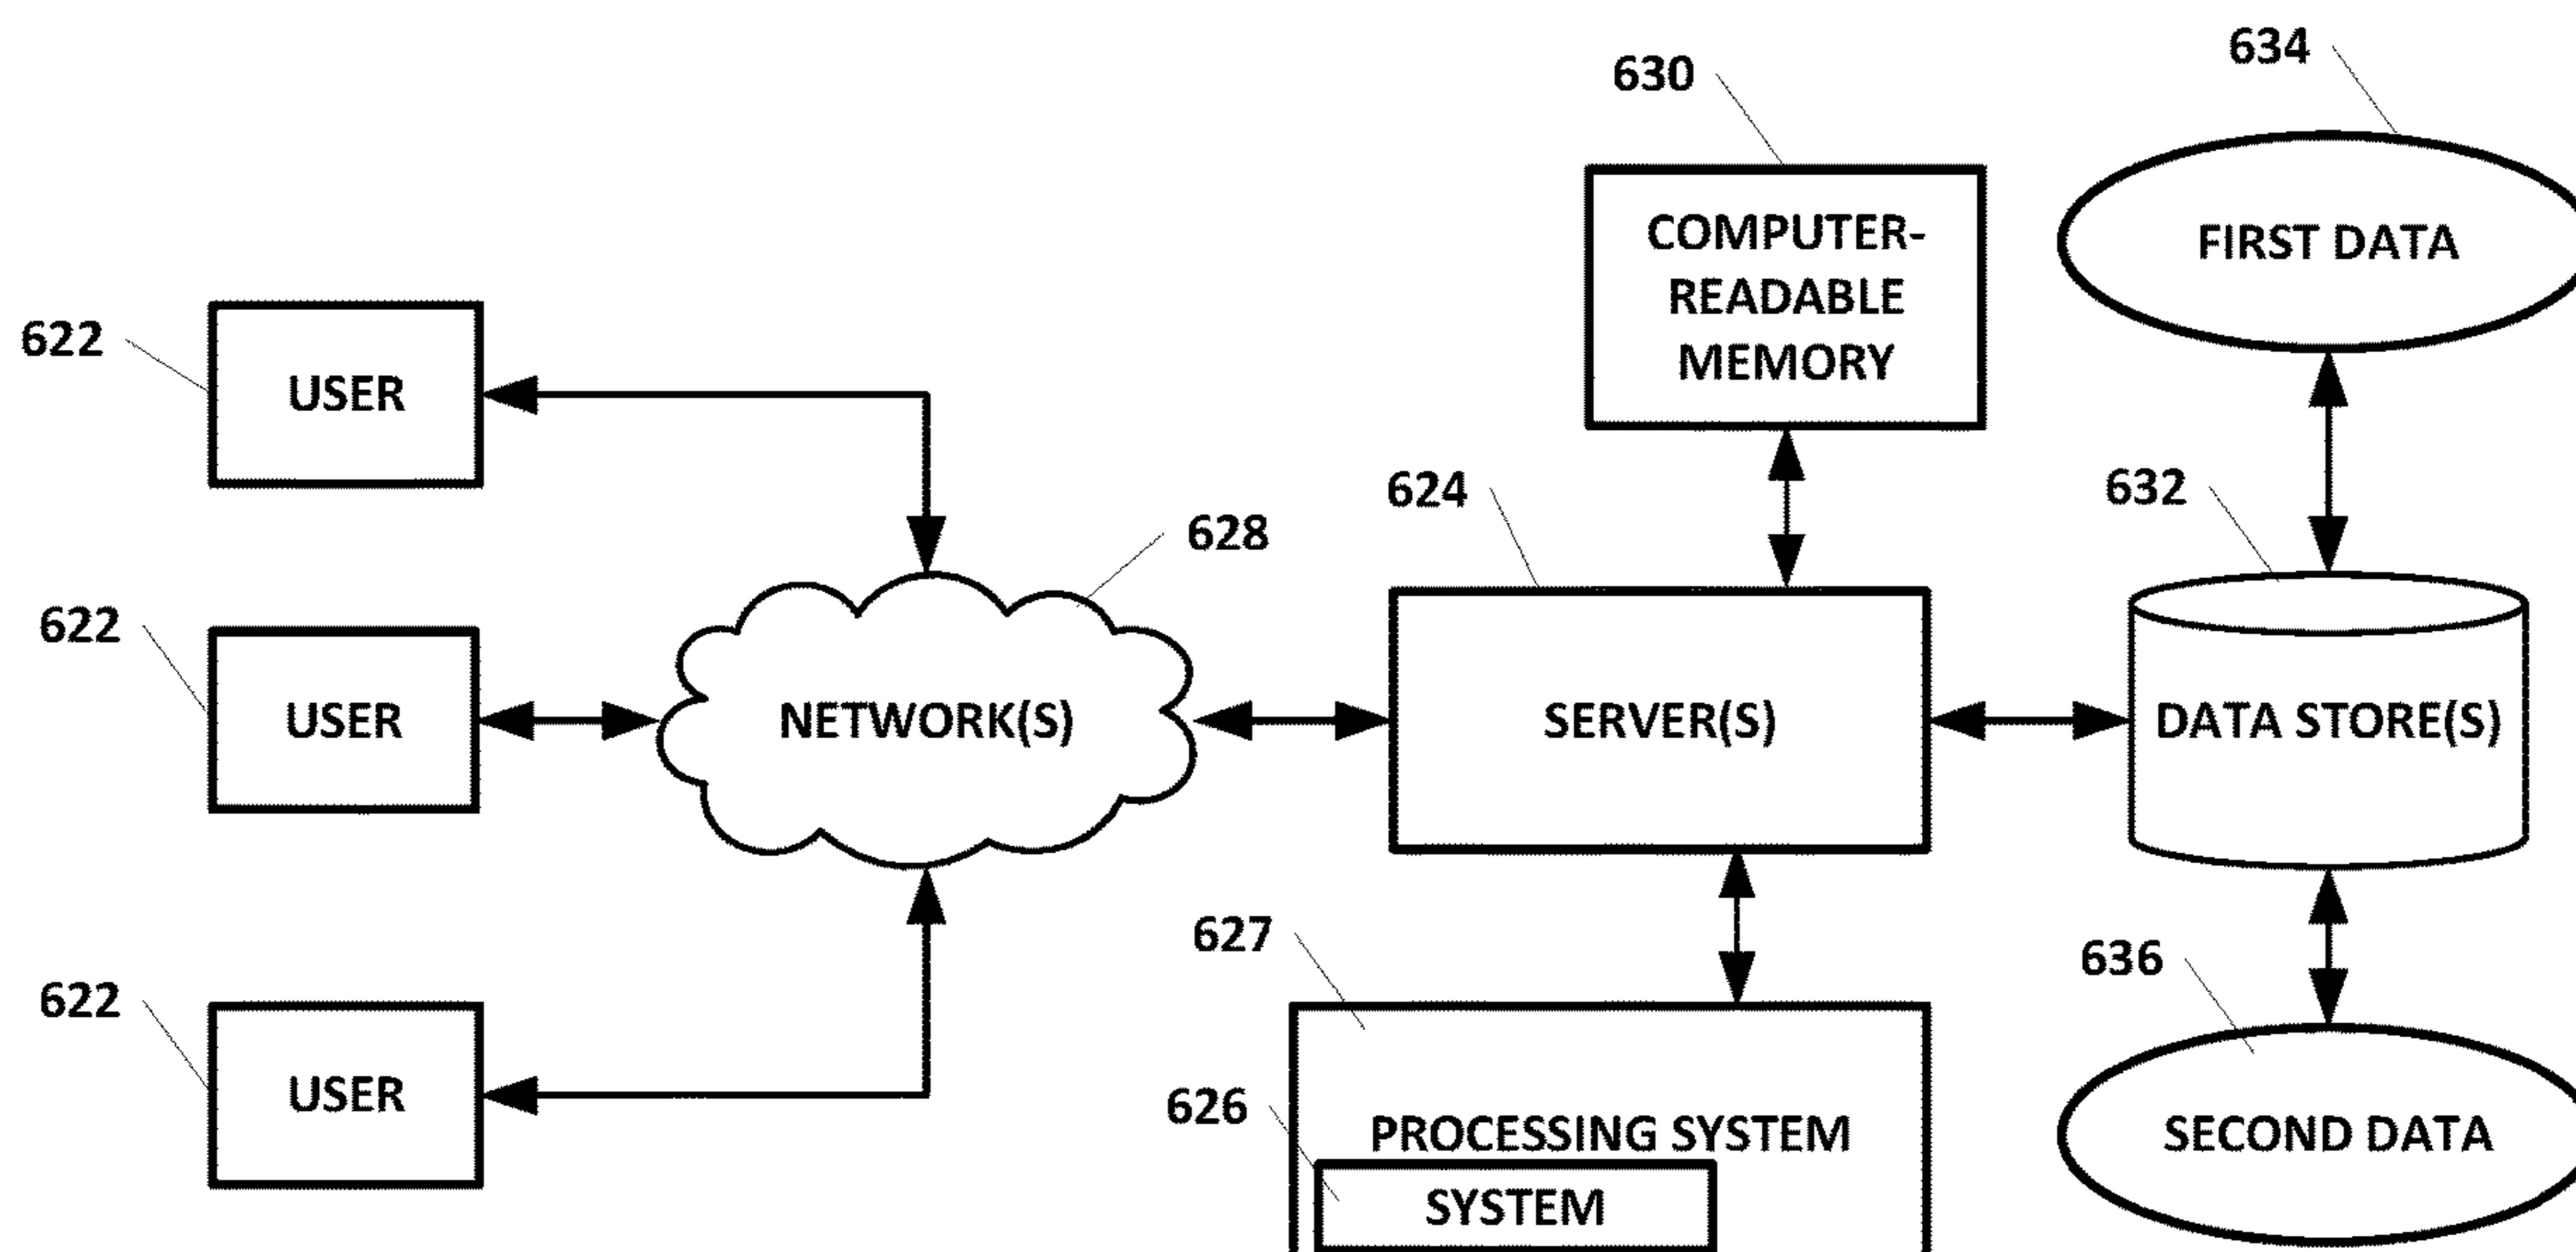 634
630
COMPUTER-
READABLE
MEMORY
FIRST DATA
622
USER
624
632
628
622
USER
NETWORK(S)
SERVER(S)
DATA STORE(S)
627
636
622
USER
626
PROCESSING SYSTEM
SYSTEM
SECOND DATA